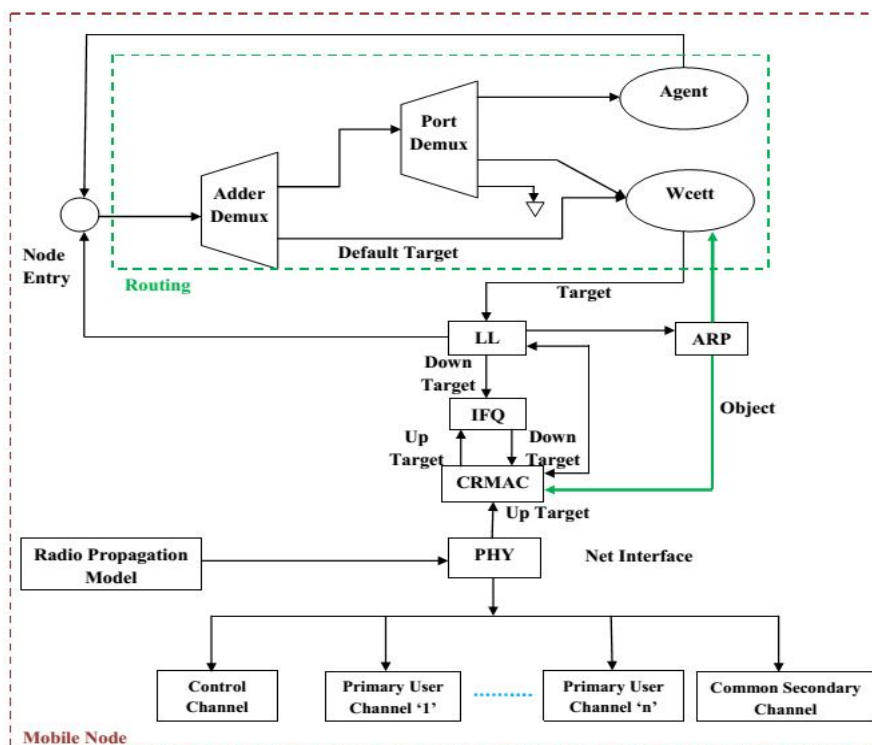 Agent
Port
Demux
Adder
Demux
Wcett
Default Target
Node
Entry
Routing
Target
LL
ARP
Down
Target
Object
IFQ
Up
Target
Down
Target
CRMAC
Up Target
Radio Propagation
Model
PHY
Net Interface
Control
Channel
Primary User
Channel ‘1’
Primary User
Channel ‘n’
Common Secondary
Channel
Mobile Node